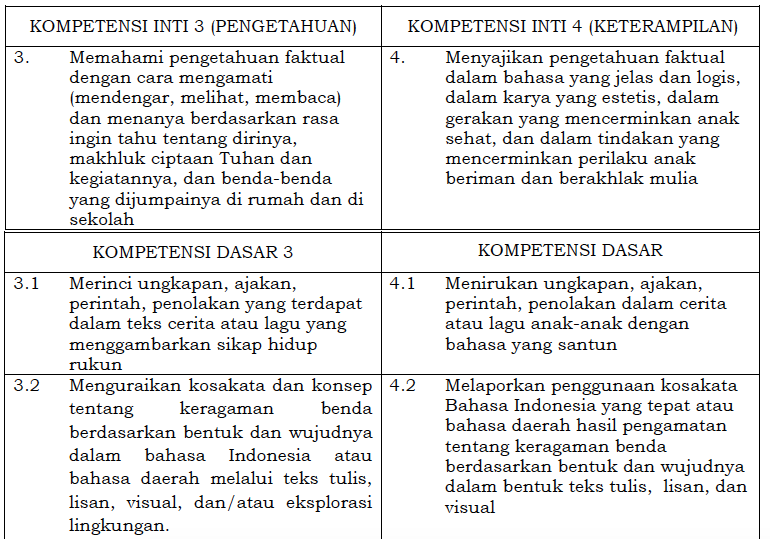 KOMPETENSI INTI 3 (PENGETAHUAN)
KOMPETENSI INTI 4 (KETERAMPILAN)
3. Memahami pengetahuan faktual
dengan cara mengamati
(mendengar, melihat, membaca)
dan menanya berdasarkan rasa
ingin tahu tentang dirinya,
makhluk ciptaan Tuhan dan
kegiatannya, dan benda-benda
yang dijumpainya di rumah dan di
sekolah
4. Menyajikan pengetahuan faktual
dalam bahasa yang jelas dan logis,
dalam karya yang estetis, dalam
gerakan yang mencerminkan anak
sehat, dan dalam tindakan yang
mencerminkan perilaku anak
beriman dan berakhlak mulia
KOMPETENSI DASAR 3
KOMPETENSI DASAR
3.1 Merinci ungkapan, ajakan,
perintah, penolakan yang terdapat
dalam teks cerita atau lagu yang
menggambarkan sikap hidup
rukun
4.1 Menirukan ungkapan, ajakan,
perintah, penolakan dalam cerita
atau lagu anak-anak dengan
bahasa yang santun
3.2 Menguraikan kosakata dan konsep
tentang keragaman benda
berdasarkan bentuk dan wujudnya
dalam bahasa Indonesia atau
bahasa daerah melalui teks tulis,
lisan, visual, dan/atau eksplorasi
lingkungan.
4.2 Melaporkan penggunaan kosakata
Bahasa Indonesia yang tepat atau
bahasa daerah hasil pengamatan
tentang keragaman benda
berdasarkan bentuk dan wujudnya
dalam bentuk teks tulis, lisan, dan
visual